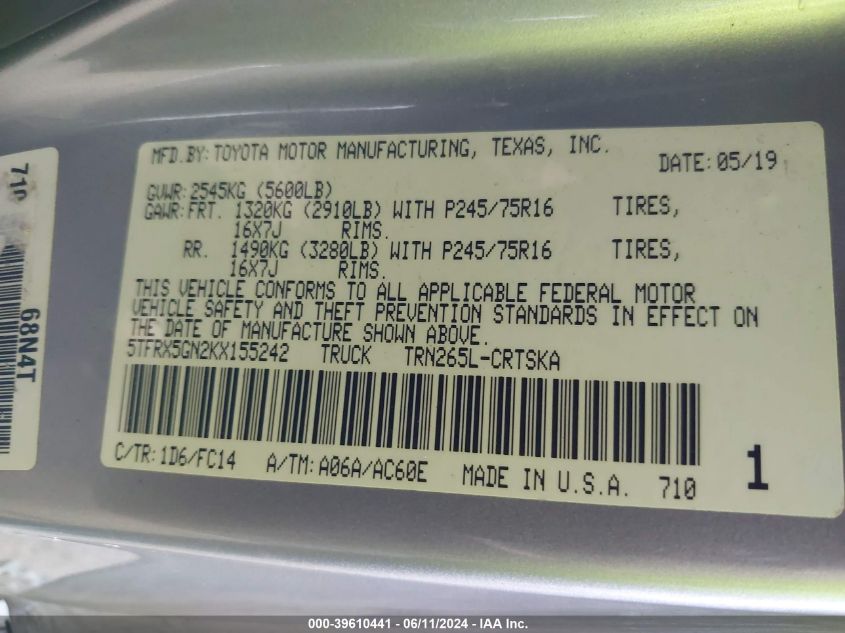 MFD.BY:TOYOTA MOTOR MANUFACTURING, TEXAS, INC.
DATE:05/19
GVWR:2545KG (5600LB)
GAWR:FRT. 1320KG (2910LB) WITH P245/75R16 TIRES,
16X7J RIMS.
RR. 1490KG (3280LB) WITH P245/75R16 TIRES,
16X7J RIMS.
THIS VEHICLE CONFORMS TO ALL APPLICABLE FEDERAL MOTOR
VEHICLE SAFETY AND THEFT PREVENTION STANDARDS IN EFFECT ON
THE DATE OF MANUFACTURE SHOWN ABOVE.
5TFRX5GN2KX155242 TRUCK TRN265L-CRTSKA
C/TR:1D6/FC14 A/TM:A06A/AC60E MADE IN U.S.A. 710 1
710
68N4T
000-39610441 - 06/11/2024 - IAA Inc.